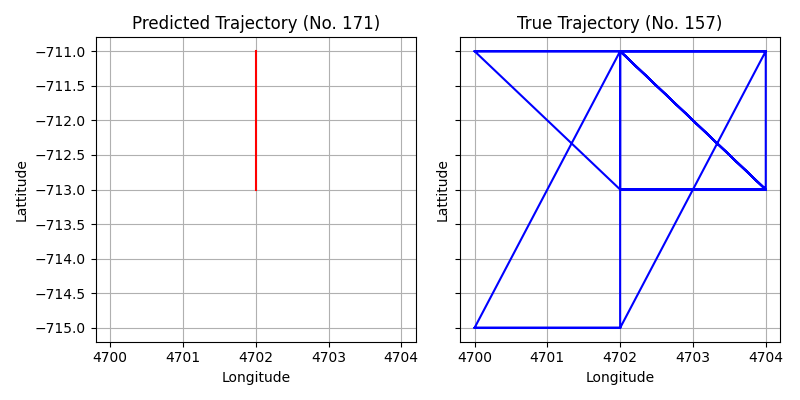 Predicted Trajectory (No. 171)
True Trajectory (No. 157)
Lattitude
−711.0
−711.5
−712.0
−712.5
−713.0
−713.5
−714.0
−714.5
−715.0
4700 4701 4702 4703 4704
Longitude
Lattitude
4700 4701 4702 4703 4704
Longitude